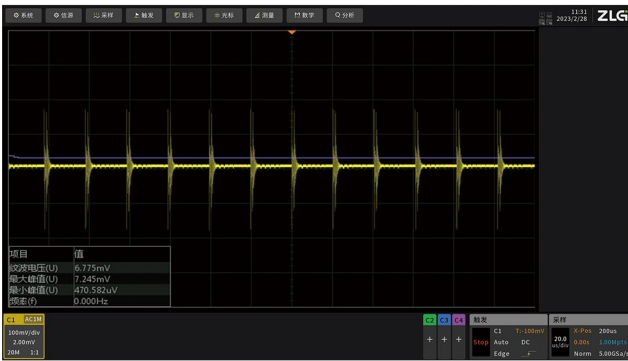 系统 信源 采样 触发 显示 光标 测量 数学 分析
11:31
2023/2/28
ZLG
项目 值
纹波电压(U) 6.775mV
最大峰值(U) 7.245mV
最小峰值(U) 470.582uV
频率(f) 0.000Hz
C1 AC1M
100mV/div
2.00mV
20M 1:1
C2 C3 C4
+ + +
触发
C1 T:-100mV
Stop Auto DC
Edge
采样
20.0 us/div
X-Pos 200us
0.00s 1.00Mpts
Norm 5.00GSa/s